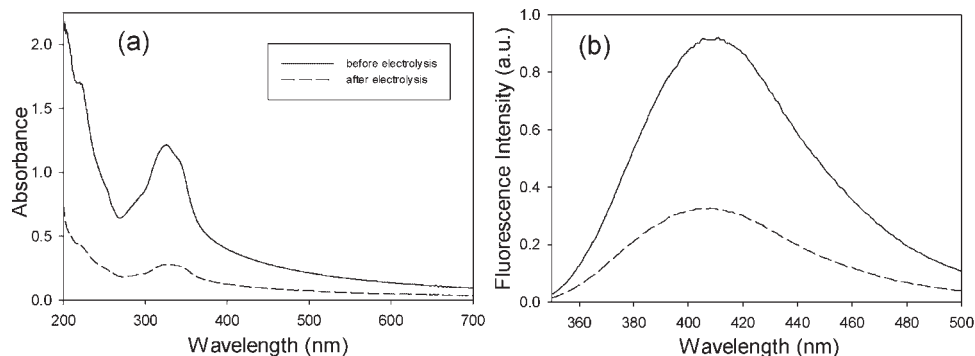 (a)
before electrolysis
after electrolysis
Absorbance
2.0
1.5
1.0
0.5
0.0
200 300 400 500 600 700
Wavelength (nm)
(b)
Fluorescence Intensity (a.u.)
1.0
0.8
0.6
0.4
0.2
0.0
360 380 400 420 440 460 480 500
Wavelength (nm)